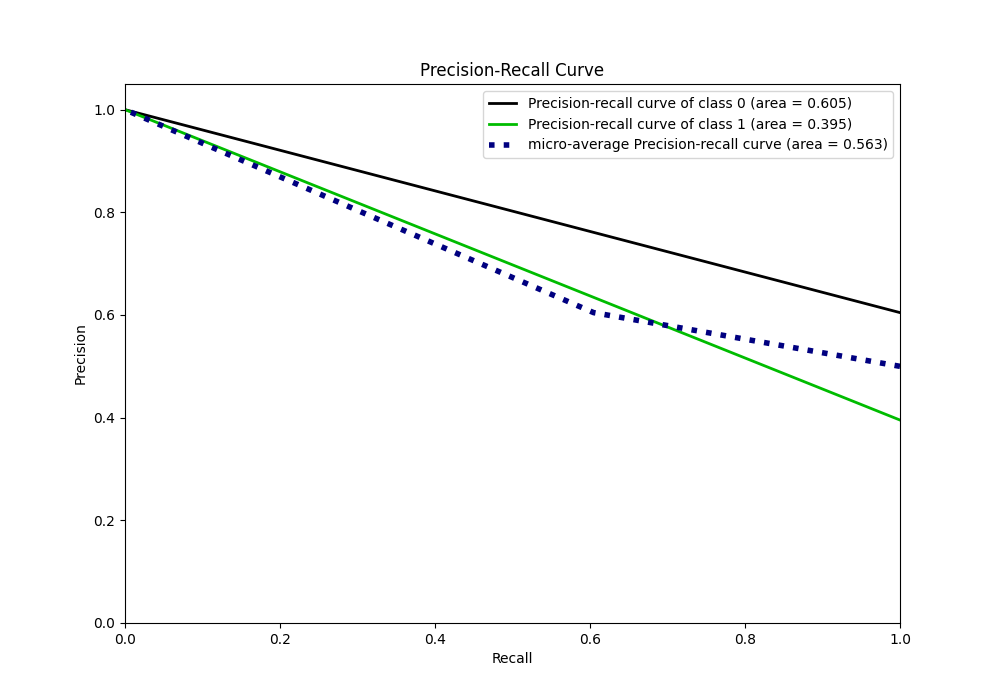 Precision-Recall Curve
Precision-recall curve of class 0 (area = 0.605)
Precision-recall curve of class 1 (area = 0.395)
micro-average Precision-recall curve (area = 0.563)
1.0
0.8
0.6
0.4
0.2
0.0
Precision
0.0 0.2 0.4 0.6 0.8 1.0
Recall